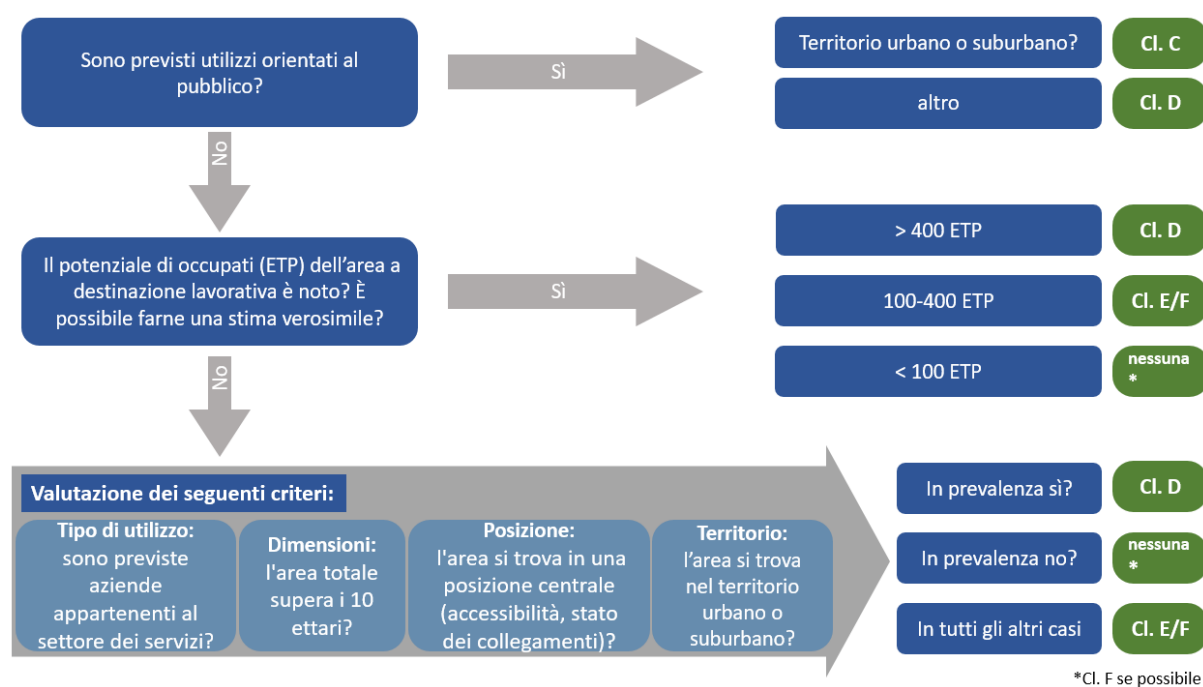 Sono previsti utilizzi orientati al
pubblico?
Sì
Territorio urbano o suburbano?
Cl. C
altro
Cl. D
No
Il potenziale di occupati (ETP) dell’area a
destinazione lavorativa è noto? È
possibile farne una stima verosimile?
Sì
> 400 ETP
Cl. D
100-400 ETP
Cl. E/F
< 100 ETP
nessuna
*
No
Valutazione dei seguenti criteri:
Tipo di utilizzo:
sono previste
aziende
appartenenti al
settore dei servizi?
Dimensioni:
l'area totale
supera i 10
ettari?
Posizione:
l'area si trova in una
posizione centrale
(accessibilità, stato
dei collegamenti)?
Territorio:
l’area si trova
nel territorio
urbano o
suburbano?
In prevalenza sì?
Cl. D
In prevalenza no?
nessuna
*
In tutti gli altri casi
Cl. E/F
*Cl. F se possibile